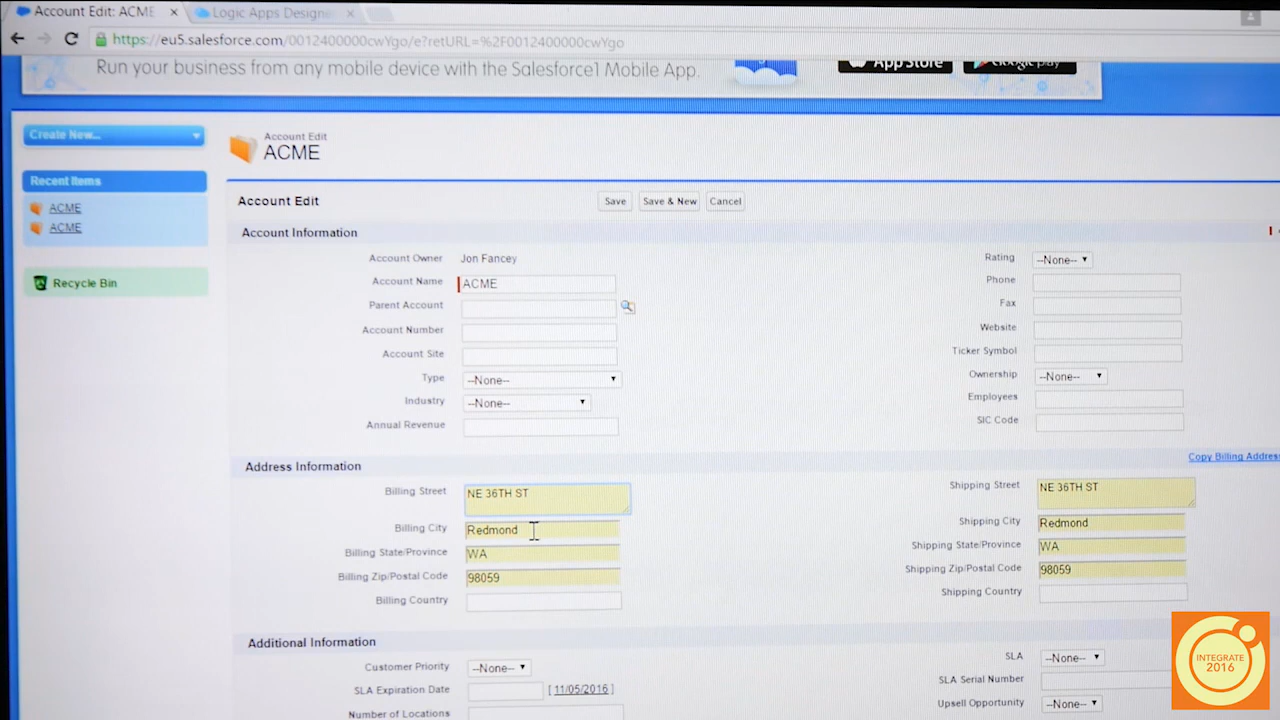 Account Edit: ACME
Logic Apps Designe
https://eu5.salesforce.com/0012400000cwYgo/e?retURL=%2F0012400000cwYgo
Run your business from any mobile device with the Salesforce1 Mobile App.
App Store
Google play
Create New...
Recent Items
ACME
ACME
Recycle Bin
Account Edit
ACME
Account Edit
Save
Save & New
Cancel
Account Information
Account Owner Jon Fancey
Account Name ACME
Parent Account
Account Number
Account Site
Type --None--
Industry --None--
Annual Revenue
Rating --None--
Phone
Fax
Website
Ticker Symbol
Ownership --None--
Employees
SIC Code
Address Information
Copy Billing Address
Billing Street NE 36TH ST
Billing City Redmond
Billing State/Province WA
Billing Zip/Postal Code 98059
Billing Country
Shipping Street NE 36TH ST
Shipping City Redmond
Shipping State/Province WA
Shipping Zip/Postal Code 98059
Shipping Country
Additional Information
Customer Priority --None--
SLA Expiration Date [ 11/05/2016 ]
Number of Locations
SLA --None--
SLA Serial Number
Upsell Opportunity --None--
INTEGRATE
2016